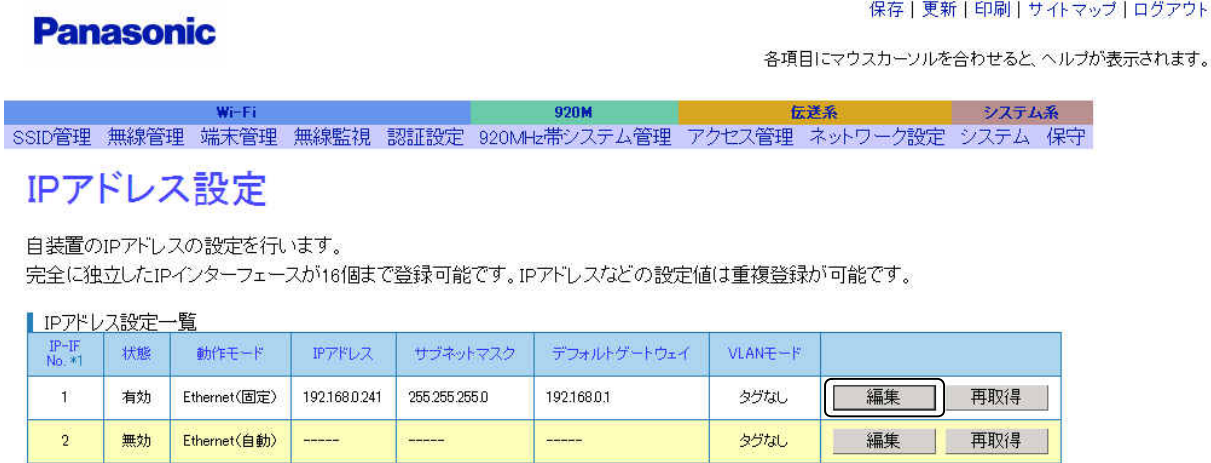 保存 | 更新 | 印刷 | サイトマップ | ログアウト
Panasonic
各項目にマウスカーソルを合わせると、ヘルプが表示されます。
Wi-Fi 920M 伝送系 システム系
SSID管理 無線管理 端末管理 無線監視 認証設定 920MHz帯システム管理 アクセス管理 ネットワーク設定 システム 保守
IPアドレス設定
自装置のIPアドレスの設定を行います。
完全に独立したIPインターフェースが16個まで登録可能です。IPアドレスなどの設定値は重複登録が可能です。
IPアドレス設定一覧
IP-IF No. *1 状態 動作モード IPアドレス サブネットマスク デフォルトゲートウェイ VLANモード
1 有効 Ethernet(固定) 192.168.0.241 255.255.255.0 192.168.0.1 タグなし 編集 再取得
2 無効 Ethernet(自動) ----- ----- ----- タグなし 編集 再取得